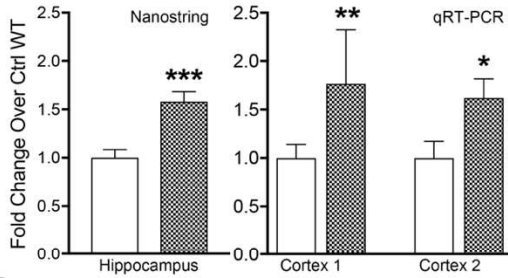 Fold Change Over Ctrl WT
Nanostring
2.5
2.0
1.5
1.0
0.5
0.0
***
Hippocampus
qRT-PCR
2.5
2.0
1.5
1.0
0.5
0.0
**
*
Cortex 1
Cortex 2